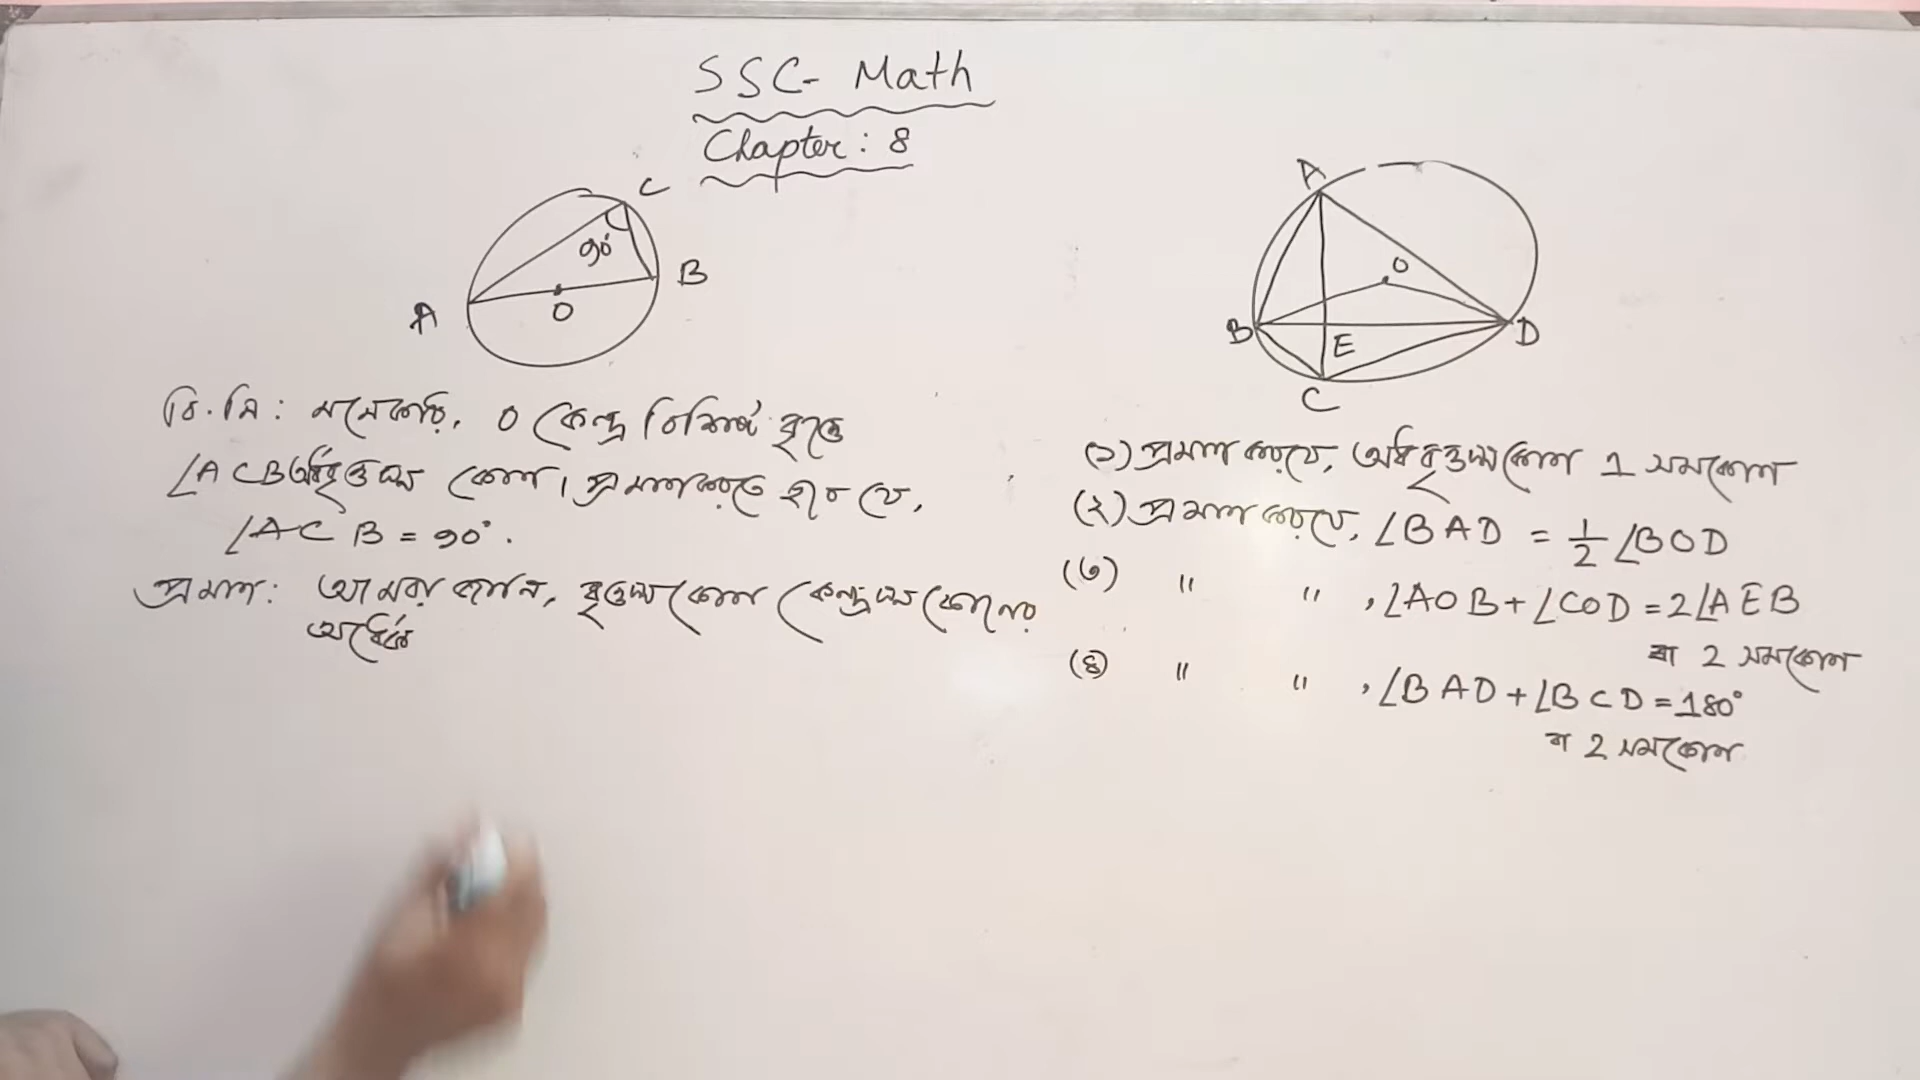 SSC- Math
Chapter: 8
C
90°
B
A
O
A
O
B
E
D
C
বি.নি: মনেকরি, O কেন্দ্র বিশিষ্ট বৃত্তে
∠ACB অর্ধবৃত্তস্থ কোণ। প্রমাণ করতে হবে যে,
∠ACB = 90°.
প্রমাণ: আমরা জানি, বৃত্তস্থ কোণ কেন্দ্রস্থ কোণের
অর্ধেক
(১) প্রমাণ কর যে, অর্ধবৃত্তস্থ কোণ 1 সমকোণ
(২) প্রমাণ কর যে, ∠BAD = 1/2 ∠BOD
(৩) " " , ∠AOB + ∠COD = 2∠AEB
বা 2 সমকোণ
(৪) " " , ∠BAD + ∠BCD = 180°
বা 2 সমকোণ